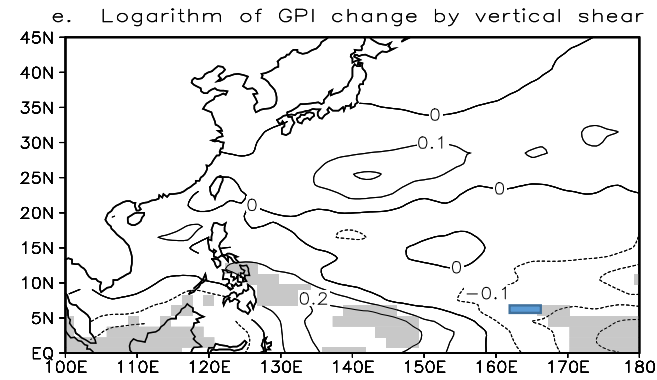 e. Logarithm of GPI change by vertical shear
45N
40N
35N
0
30N
0.1
25N
0
20N
0
15N
0
10N
0.2
-0.1
5N
EQ
100E 110E 120E 130E 140E 150E 160E 170E 180